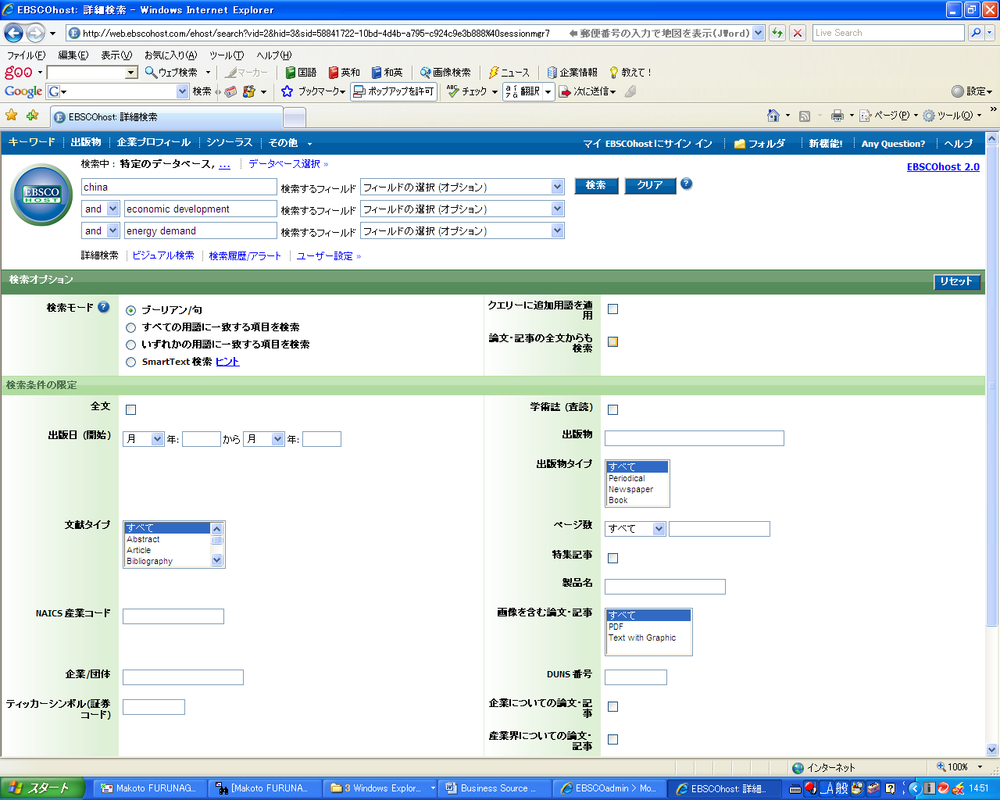 EBSCOhost: 詳細検索 - Windows Internet Explorer
http://web.ebscohost.com/ehost/search?vid=2&hid=3&sid=58841722-10bd-4d4b-a795-c924c9e3b888%40sessionmgr7
郵便番号の入力で地図を表示(JWord)
Live Search
ファイル(F) 編集(E) 表示(V) お気に入り(A) ツール(T) ヘルプ(H)
goo ウェブ検索 マーカー 国語 英和 和英 画像検索 ニュース 企業情報 教えて!
Google G 検索 ブックマーク ポップアップを許可 チェック 翻訳 次に送信 設定
EBSCOhost: 詳細検索 ページ(P) ツール(O)
キーワード 出版物 企業プロフィール シソーラス その他 マイ EBSCOhostにサイン イン フォルダ 新機能! Any Question? ヘルプ
検索中 : 特定のデータベース, ... データベース選択 »
EBSCOhost 2.0
EBSCO
HOST
china 検索するフィールド フィールドの選択 (オプション) 検索 クリア
and economic development 検索するフィールド フィールドの選択 (オプション)
and energy demand 検索するフィールド フィールドの選択 (オプション)
詳細検索 ビジュアル検索 検索履歴/アラート ユーザー設定 »
検索オプション リセット
検索モード
ブーリアン/句
すべての用語に一致する項目を検索
いずれかの用語に一致する項目を検索
SmartText 検索 ヒント
クエリーに追加用語を適用
論文・記事の全文からも検索
検索条件の限定
全文
学術誌 (査読)
出版日 (開始) 月 年: から 月 年:
出版物
出版物タイプ
すべて
Periodical
Newspaper
Book
文献タイプ
すべて
Abstract
Article
Bibliography
ページ数 すべて
特集記事
製品名
NAICS 産業コード
画像を含む論文・記事
すべて
PDF
Text with Graphic
企業/団体
DUNS 番号
ティッカーシンボル(証券コード)
企業についての論文・記事
産業界についての論文・記事
インターネット 100%
スタート Makoto FURUNAG... [Makoto FURUNA... 3 Windows Explor... Business Source ... EBSCOadmin > Mo... EBSCOhost: 詳細... A 般 14:51